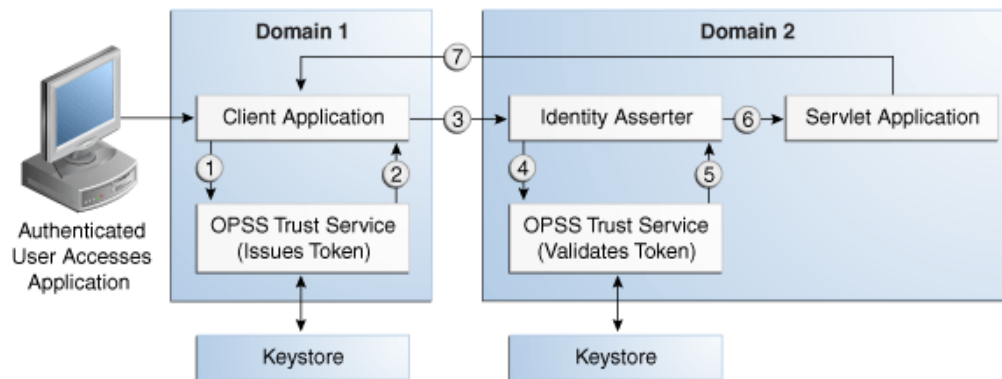 Domain 1
Domain 2
7
Client Application
3
Identity Asserter
6
Servlet Application
1
2
4
5
OPSS Trust Service
(Issues Token)
OPSS Trust Service
(Validates Token)
Authenticated
User Accesses
Application
Keystore
Keystore